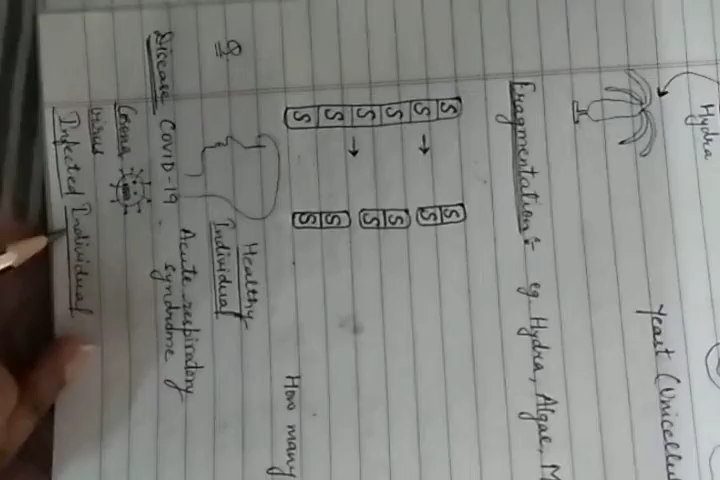 Hydra
Yeast (Unicellu
Fragmentation:- eg Hydra, Algae, M
S S S S S S
S S S S S S
How many
Healthy
Individual
Disease COVID-19. Acute respiratory
syndrome
Corona
virus
Infected Individual